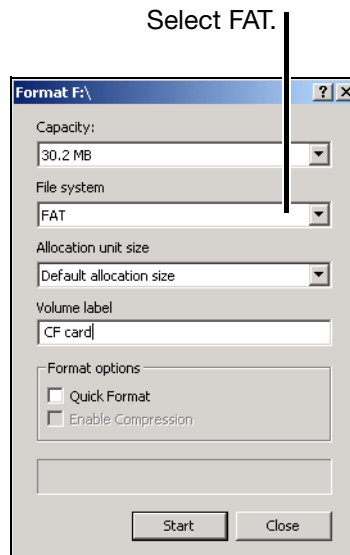 Select FAT.
Format F:\
Capacity:
30.2 MB
File system
FAT
Allocation unit size
Default allocation size
Volume label
CF card
Format options
Quick Format
Enable Compression
Start Close